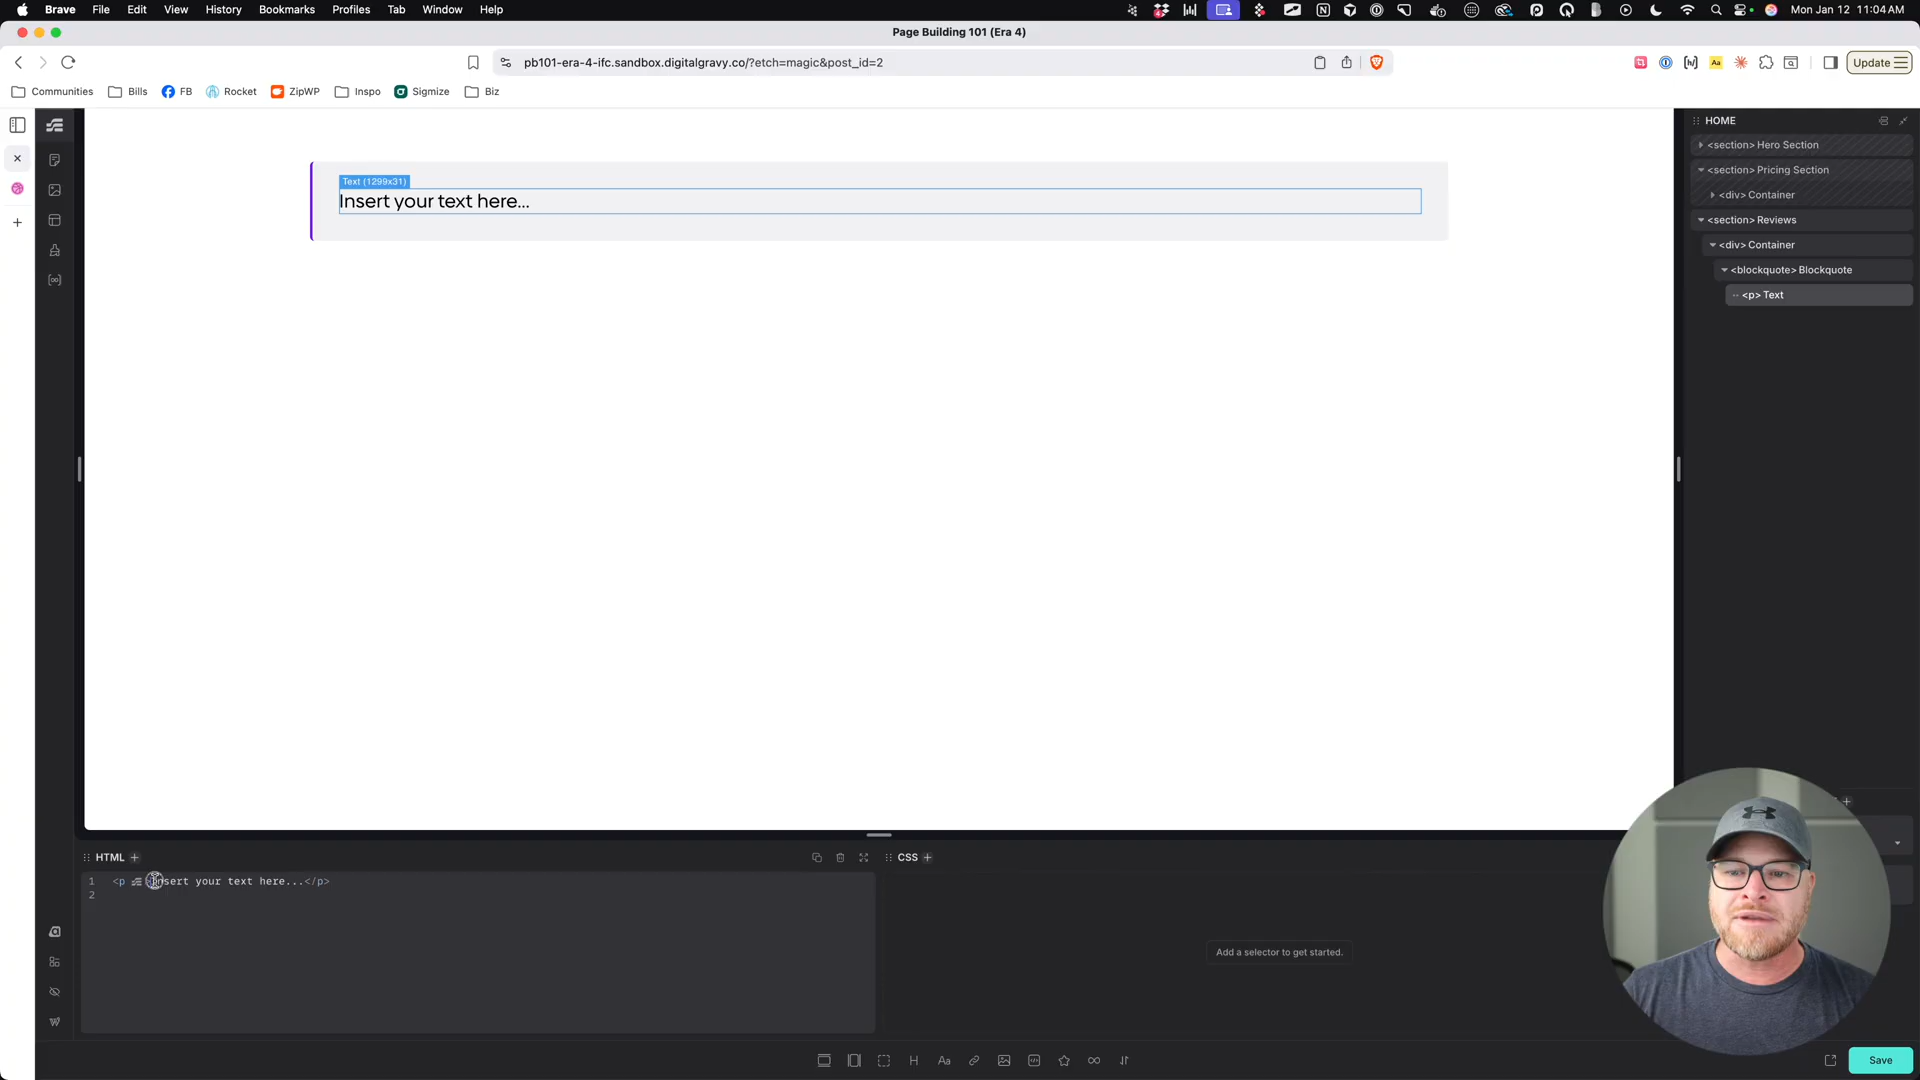 Brave File Edit View History Bookmarks Profiles Tab Window Help
Mon Jan 12 11:04 AM
Page Building 101 (Era 4)
pb101-era-4-ifc.sandbox.digitalgravy.co/?etch=magic&post_id=2
Update
Communities Bills FB Rocket ZipWP Inspo Sigmize Biz
HOME
<section> Hero Section
<section> Pricing Section
<div> Container
<section> Reviews
<div> Container
<blockquote> Blockquote
<p> Text
Text (1299x31)
Insert your text here...
HTML +
1 <p >Insert your text here...</p>
2
CSS +
Add a selector to get started.
H Aa
Save